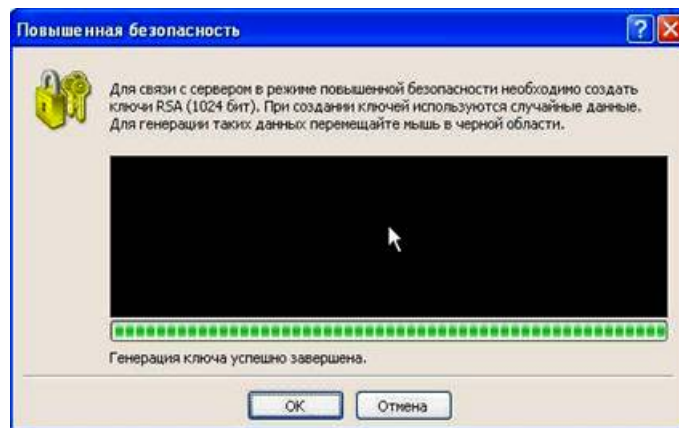 Повышенная безопасность
Для связи с сервером в режиме повышенной безопасности необходимо создать
ключи RSA (1024 бит). При создании ключей используются случайные данные.
Для генерации таких данных перемещайте мышь в черной области.
Генерация ключа успешно завершена.
OK
Отмена